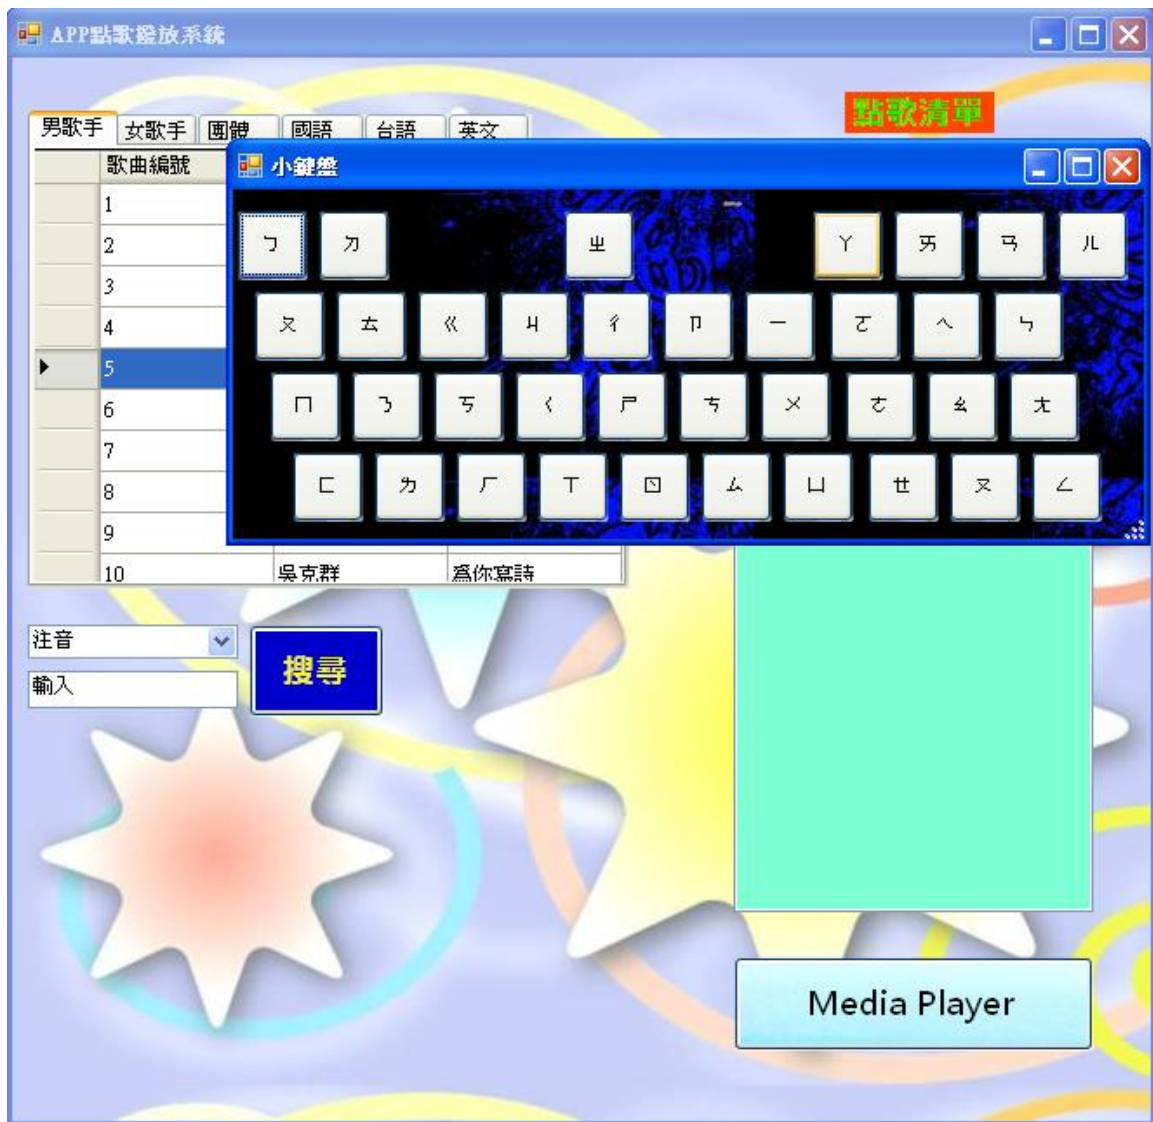 APP點歌撥放系統
點歌清單
男歌手 女歌手 團體 國語 台語 英文
歌曲編號
小鍵盤
1
2
3
4
5
6
7
8
9
10 吳克群 為你寫詩
ㄅ ㄉ ㄓ ㄚ ㄞ ㄢ ㄦ
ㄆ ㄊ ㄍ ㄐ ㄔ ㄗ ㄧ ㄛ ㄟ ㄣ
ㄇ ㄋ ㄎ ㄑ ㄕ ㄘ ㄨ ㄜ ㄠ ㄤ
ㄈ ㄌ ㄏ ㄒ ㄖ ㄙ ㄩ ㄝ ㄡ ㄥ
注音
輸入
搜尋
Media Player